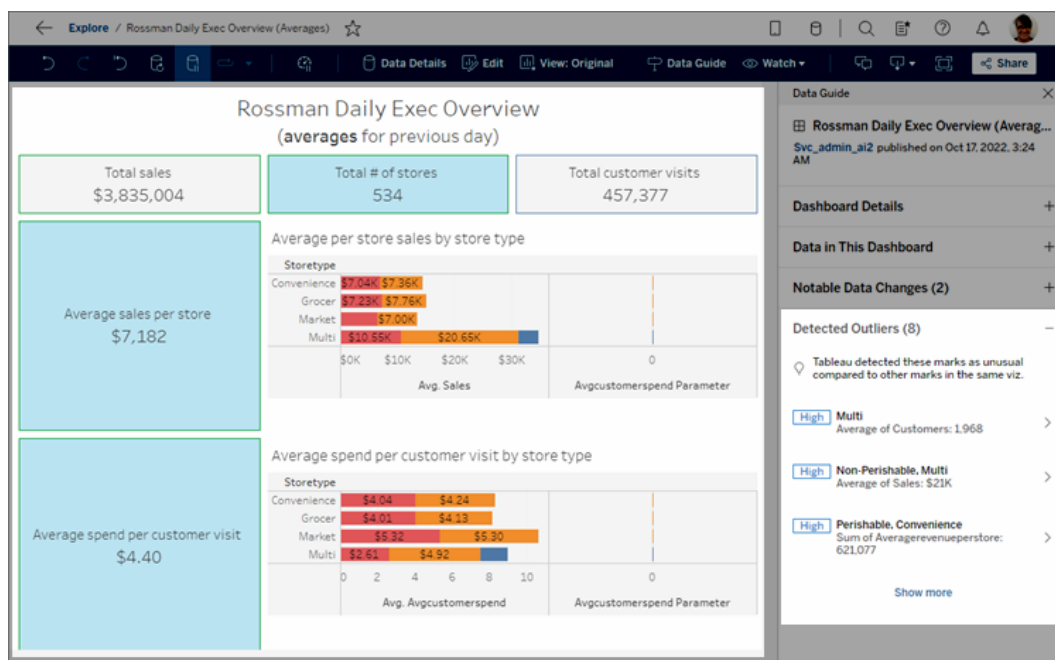 Explore / Rossman Daily Exec Overview (Averages)
Data Details Edit View: Original Data Guide Watch Share
Rossman Daily Exec Overview
(averages for previous day)
Total sales
$3,835,004
Total # of stores
534
Total customer visits
457,377
Average sales per store
$7,182
Average per store sales by store type
Storetype
Convenience $7.04K $7.36K
Grocer $7.23K $7.76K
Market $7.00K
Multi $10.55K $20.65K
$0K $10K $20K $30K 0
Avg. Sales Avgcustomerspend Parameter
Average spend per customer visit
$4.40
Average spend per customer visit by store type
Storetype
Convenience $4.04 $4.24
Grocer $4.01 $4.13
Market $5.32 $5.30
Multi $2.61 $4.92
0 2 4 6 8 10 0
Avg. Avgcustomerspend Avgcustomerspend Parameter
Data Guide
Rossman Daily Exec Overview (Averag...
Svc_admin_ai2 published on Oct 17, 2022, 3:24
AM
Dashboard Details
Data in This Dashboard
Notable Data Changes (2)
Detected Outliers (8)
Tableau detected these marks as unusual
compared to other marks in the same viz.
High Multi
Average of Customers: 1,968
High Non-Perishable, Multi
Average of Sales: $21K
High Perishable, Convenience
Sum of Averagerevenueperstore:
621,077
Show more